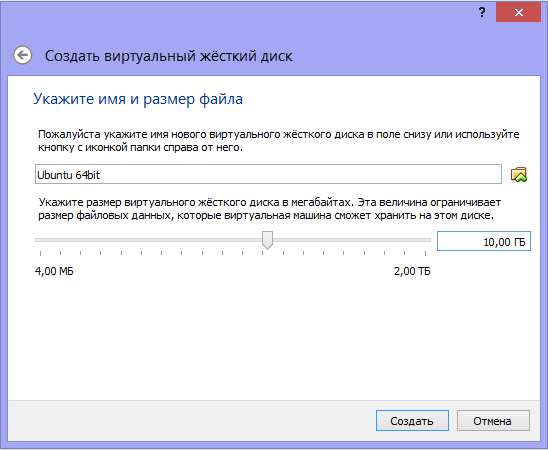 ?
Создать виртуальный жёсткий диск
Укажите имя и размер файла
Пожалуйста укажите имя нового виртуального жёсткого диска в поле снизу или используйте
кнопку с иконкой папки справа от него.
Ubuntu 64bit
Укажите размер виртуального жёсткого диска в мегабайтах. Эта величина ограничивает
размер файловых данных, которые виртуальная машина сможет хранить на этом диске.
10,00 ГБ
4,00 МБ 2,00 ТБ
Создать Отмена